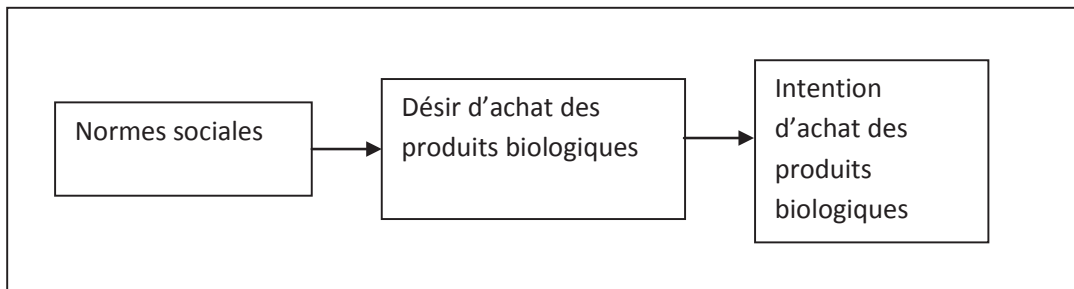 Normes sociales
Désir d’achat des
produits biologiques
Intention
d’achat des
produits
biologiques